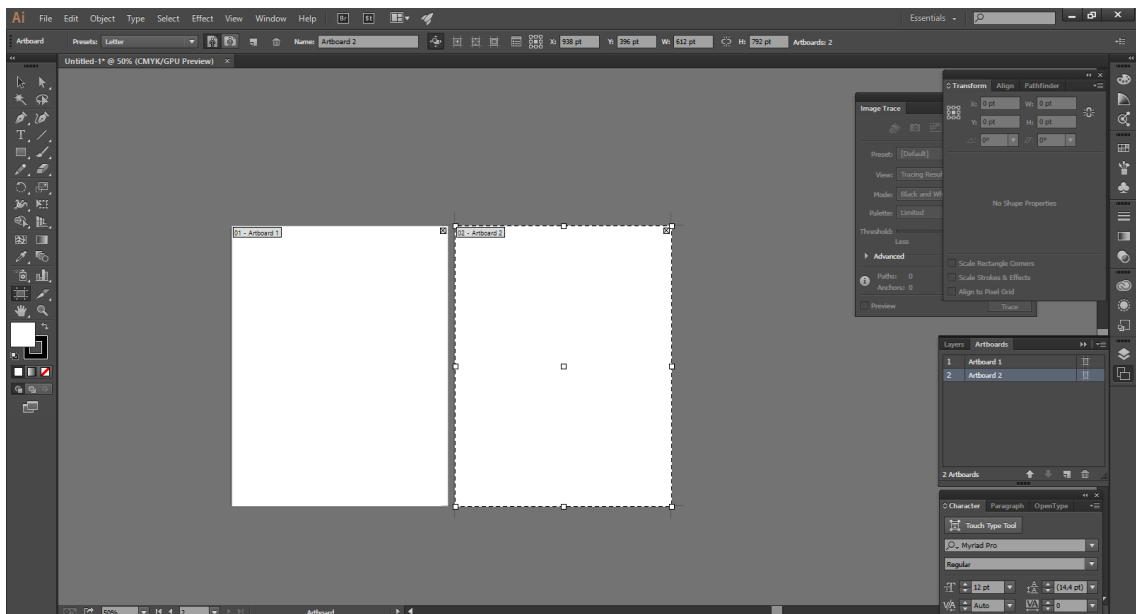 Ai File Edit Object Type Select Effect View Window Help Br St Essentials
Artboard Presets: Letter Name: Artboard 2 X: 938 pt Y: 396 pt W: 612 pt H: 792 pt Artboards: 2
Untitled-1* @ 50% (CMYK/GPU Preview) ×
Transform Align Pathfinder
X: 0 pt W: 0 pt
Y: 0 pt H: 0 pt
0° 0°
No Shape Properties
Scale Rectangle Corners
Scale Strokes & Effects
Align to Pixel Grid
Image Trace
Preset: [Default]
View: Tracing Resul
Mode: Black and Wh
Palette: Limited
Threshold:
Less
Advanced
Paths: 0
Anchors: 0
Preview Trace
01 - Artboard 1
02 - Artboard 2
Layers Artboards
1 Artboard 1
2 Artboard 2
2 Artboards
Character Paragraph OpenType
Touch Type Tool
Myriad Pro
Regular
12 pt (14,4 pt)
Auto 0
50% 2 Artboard